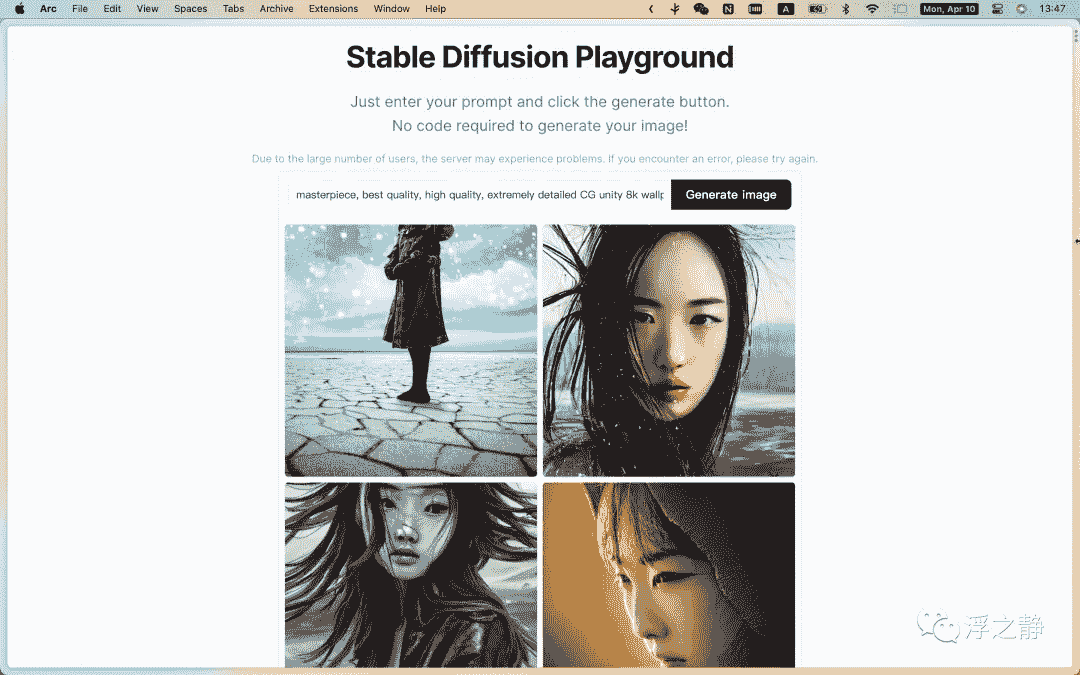 Arc File Edit View Spaces Tabs Archive Extensions Window Help A Mon, Apr 10 13:47
Stable Diffusion Playground
Just enter your prompt and click the generate button.
No code required to generate your image!
Due to the large number of users, the server may experience problems. If you encounter an error, please try again.
masterpiece, best quality, high quality, extremely detailed CG unity 8k wallp
Generate image
浮之静